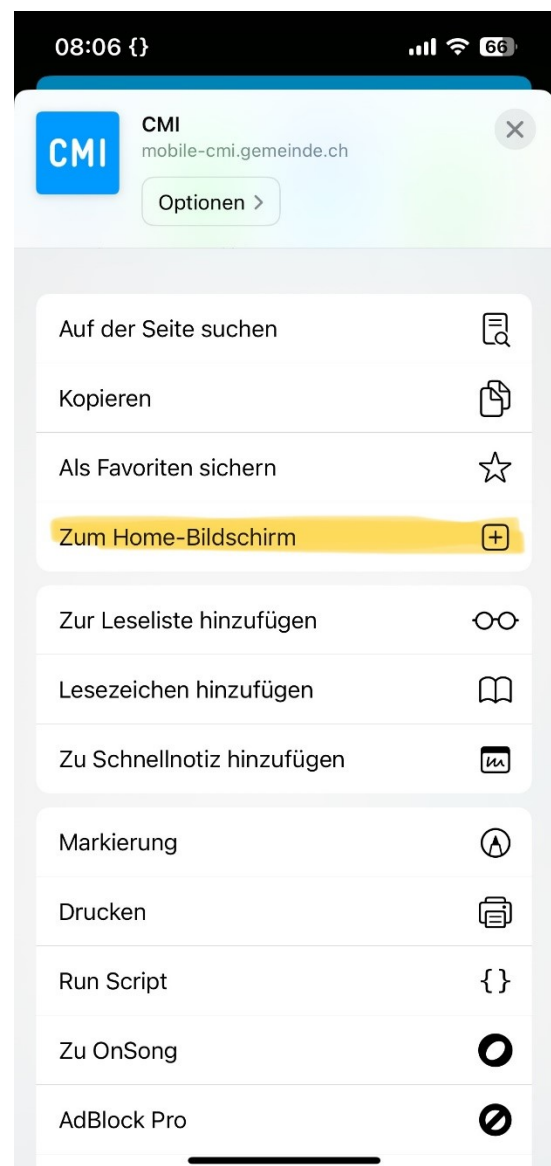 08:06 {}
66
CMI
CMI
mobile-cmi.gemeinde.ch
Optionen >
Auf der Seite suchen
Kopieren
Als Favoriten sichern
Zum Home-Bildschirm
Zur Leseliste hinzufügen
Lesezeichen hinzufügen
Zu Schnellnotiz hinzufügen
Markierung
Drucken
Run Script {}
Zu OnSong
AdBlock Pro